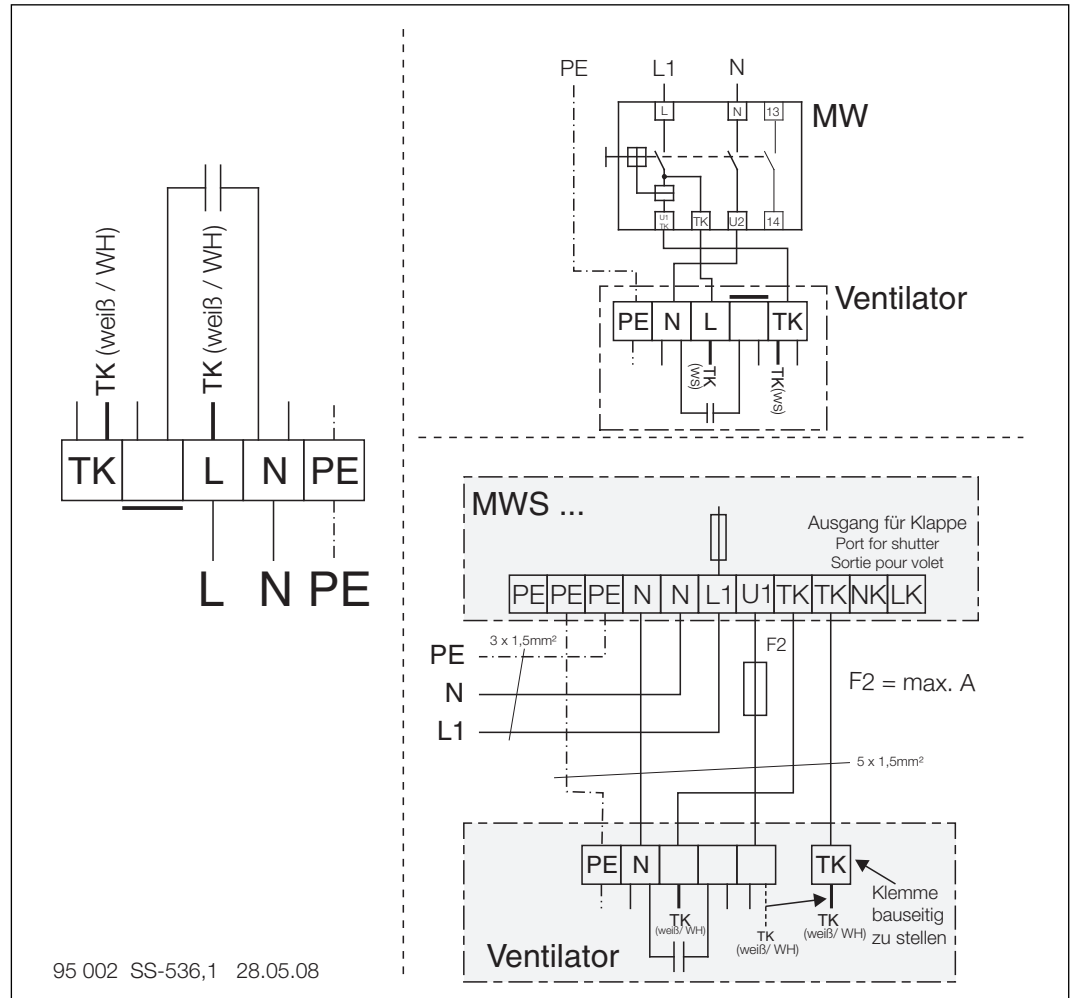 TK (weiß / WH)
TK (weiß / WH)
TK L N PE
L N PE
95 002 SS-536,1 28.05.08
PE L1 N
MW
L N 13
U1 TK U2 14
TK
Ventilator
PE N L TK
TK (ws)
TK (ws)
MWS ...
Ausgang für Klappe
Port for shutter
Sortie pour volet
PE PE PE N N L1 U1 TK TK NK LK
3 x 1,5mm²
PE
N
L1
F2
F2 = max. A
5 x 1,5mm²
PE N TK
TK
(weiß/ WH)
TK
(weiß/ WH)
TK
(weiß/ WH)
Klemme
bauseitig
zu stellen
Ventilator